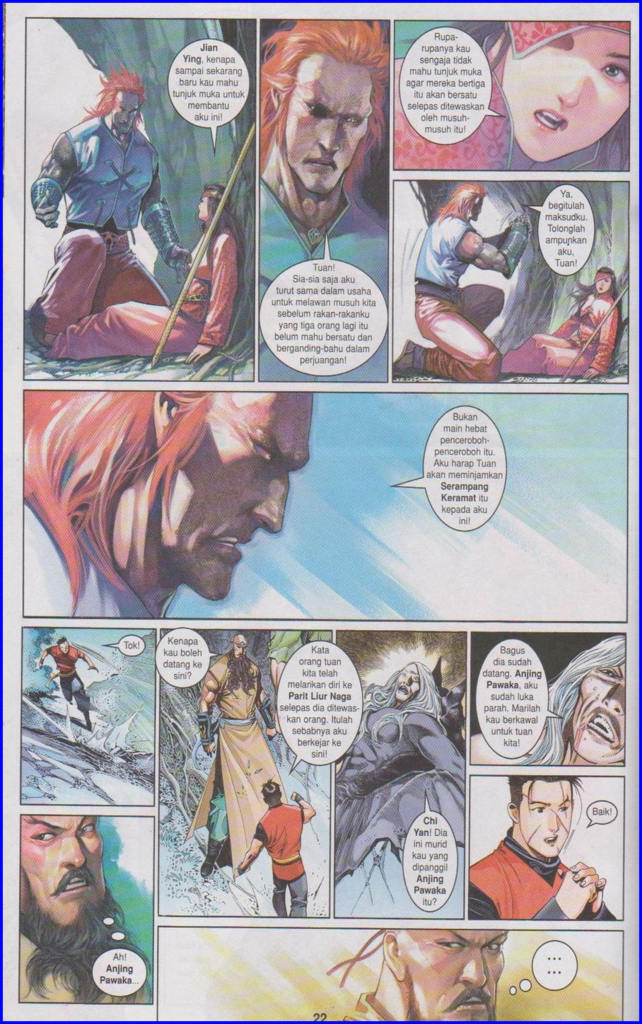 Jian
Ying, kenapa
sampai sekarang
baru kau mahu
tunjuk muka untuk
membantu
aku ini!
Tuan!
Sia-sia saja aku
turut sama dalam usaha
untuk melawan musuh kita
sebelum rakan-rakanku
yang tiga orang lagi itu
belum mahu bersatu dan
berganding-bahu dalam
perjuangan!
Rupa-
rupanya kau
sengaja tidak
mahu tunjuk muka
agar mereka bertiga
itu akan bersatu
selepas ditewaskan
oleh musuh-
musuh itu!
Ya,
begitulah
maksudku.
Tolonglah
ampunkan
aku,
Tuan!
Bukan
main hebat
penceroboh-
penceroboh itu.
Aku harap Tuan
akan meminjamkan
Serampang
Keramat itu
kepada aku
ini!
Tok!
Kenapa
kau boleh
datang ke
sini?
Kata
orang tuan
kita telah
melarikan diri ke
Parit Liur Naga
selepas dia ditewas-
kan orang. Itulah
sebabnya aku
berkejar ke
sini!
Chi
Yan! Dia
ini murid
kau yang
dipanggil
Anjing
Pawaka
itu?
Bagus
dia sudah
datang. Anjing
Pawaka, aku
sudah luka
parah. Marilah
kau berkawal
untuk tuan
kita!
Baik!
Ah!
Anjing
Pawaka...
...
...
22